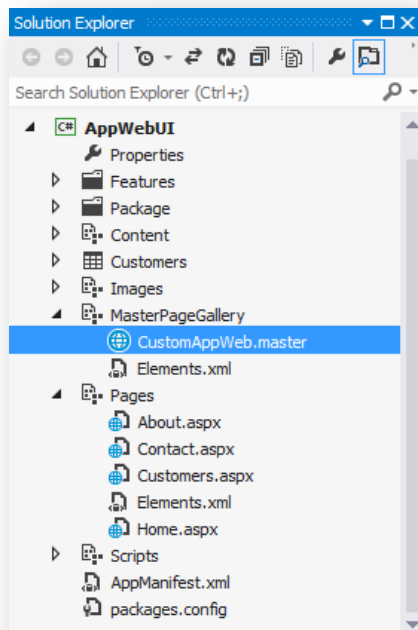 Solution Explorer
Search Solution Explorer (Ctrl+;)
C# AppWebUI
Properties
Features
Package
Content
Customers
Images
MasterPageGallery
CustomAppWeb.master
Elements.xml
Pages
About.aspx
Contact.aspx
Customers.aspx
Elements.xml
Home.aspx
Scripts
AppManifest.xml
packages.config